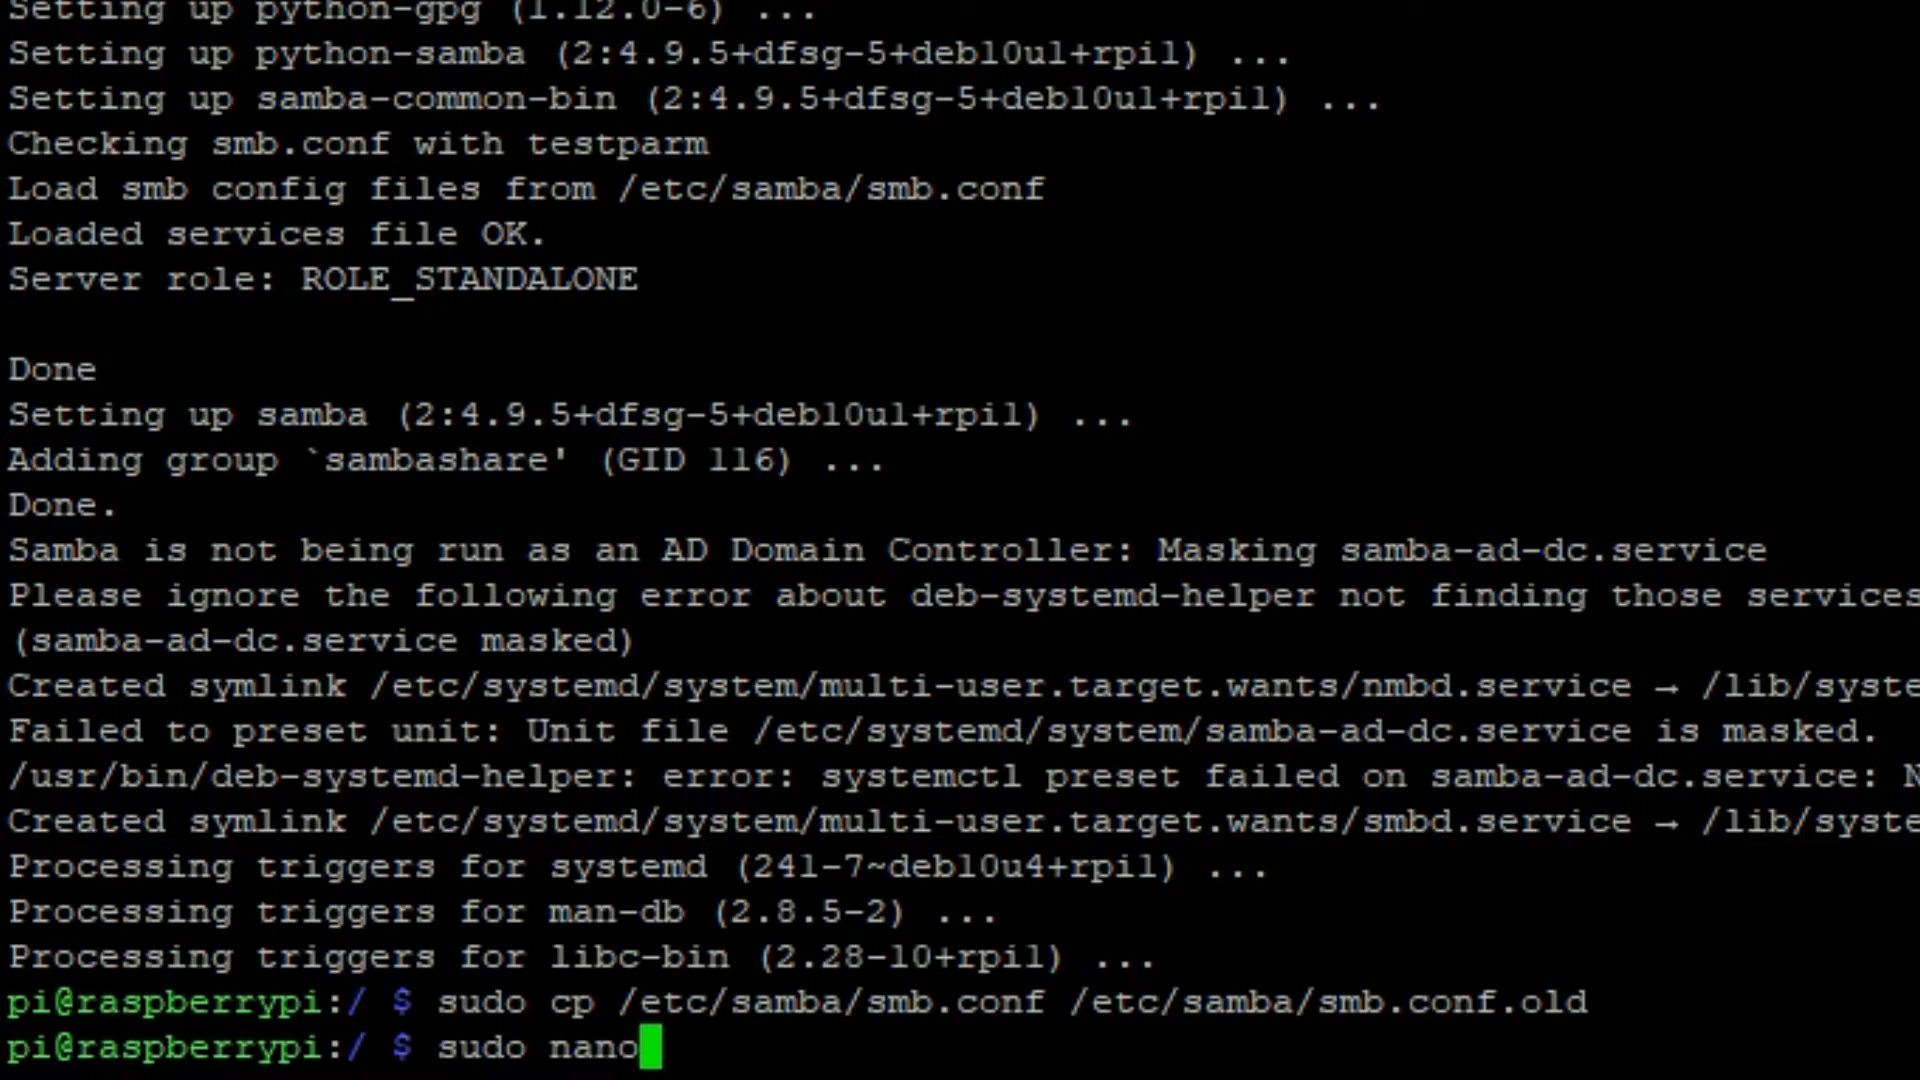 Setting up python-gpg (1.12.0-6) ...
Setting up python-samba (2:4.9.5+dfsg-5+deb10u1+rpi1) ...
Setting up samba-common-bin (2:4.9.5+dfsg-5+deb10u1+rpi1) ...
Checking smb.conf with testparm
Load smb config files from /etc/samba/smb.conf
Loaded services file OK.
Server role: ROLE_STANDALONE
Done
Setting up samba (2:4.9.5+dfsg-5+deb10u1+rpi1) ...
Adding group `sambashare' (GID 116) ...
Done.
Samba is not being run as an AD Domain Controller: Masking samba-ad-dc.service
Please ignore the following error about deb-systemd-helper not finding those services
(samba-ad-dc.service masked)
Created symlink /etc/systemd/system/multi-user.target.wants/nmbd.service → /lib/syste
Failed to preset unit: Unit file /etc/systemd/system/samba-ad-dc.service is masked.
/usr/bin/deb-systemd-helper: error: systemctl preset failed on samba-ad-dc.service: N
Created symlink /etc/systemd/system/multi-user.target.wants/smbd.service → /lib/syste
Processing triggers for systemd (241-7~deb10u4+rpi1) ...
Processing triggers for man-db (2.8.5-2) ...
Processing triggers for libc-bin (2.28-10+rpi1) ...
pi@raspberrypi:/ $ sudo cp /etc/samba/smb.conf /etc/samba/smb.conf.old
pi@raspberrypi:/ $ sudo nano